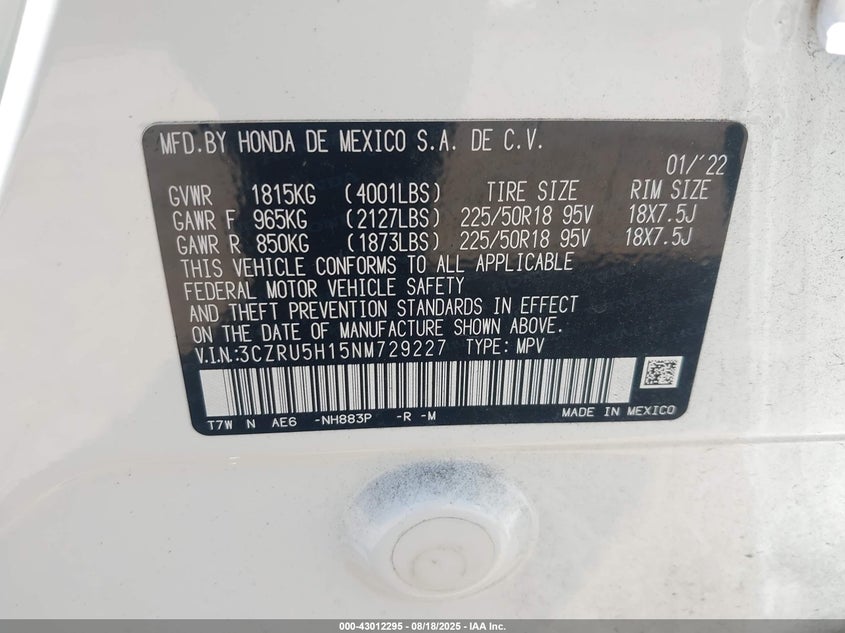 MFD.BY HONDA DE MEXICO S.A. DE C.V.
01/'22
GVWR 1815KG (4001LBS) TIRE SIZE RIM SIZE
GAWR F 965KG (2127LBS) 225/50R18 95V 18X7.5J
GAWR R 850KG (1873LBS) 225/50R18 95V 18X7.5J
THIS VEHICLE CONFORMS TO ALL APPLICABLE
FEDERAL MOTOR VEHICLE SAFETY
AND THEFT PREVENTION STANDARDS IN EFFECT
ON THE DATE OF MANUFACTURE SHOWN ABOVE.
V.I.N:3CZRU5H15NM729227 TYPE: MPV
T7W N AE6 -NH883P -R -M MADE IN MEXICO
000-43012295 - 08/18/2025 - IAA Inc.